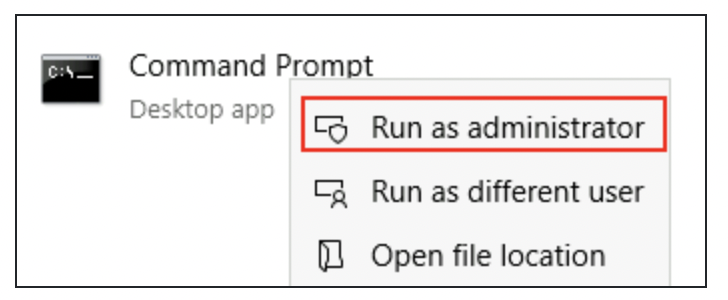 C:\_
Command Prompt
Desktop app
Run as administrator
Run as different user
Open file location